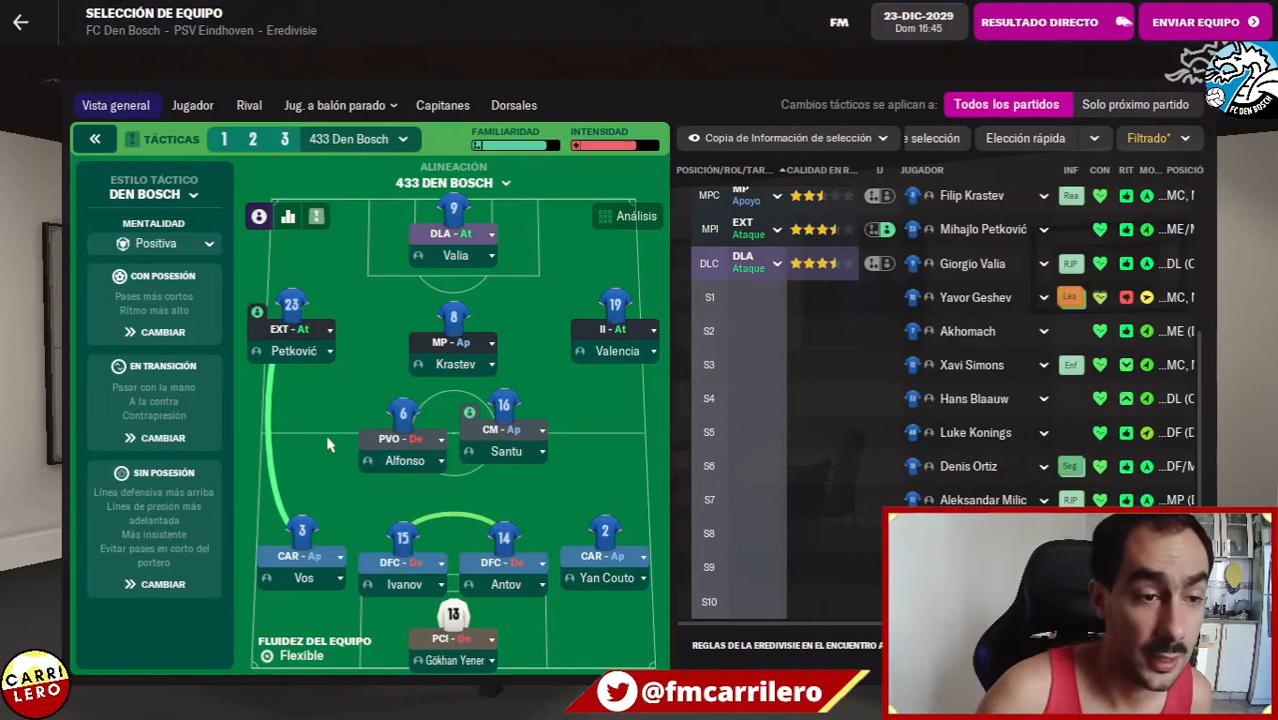 SELECCIÓN DE EQUIPO
FC Den Bosch - PSV Eindhoven - Eredivisie
FM
23-DIC-2029
Dom 16:45
RESULTADO DIRECTO
ENVIAR EQUIPO
FC DEN BOSCH
Vista general
Jugador
Rival
Jug. a balón parado
Capitanes
Dorsales
Cambios tácticos se aplican a:
Todos los partidos
Solo próximo partido
TÁCTICAS
1 2 3
433 Den Bosch
FAMILIARIDAD
INTENSIDAD
Copia de Información de selección
e selección
Elección rápida
Filtrado*
ESTILO TÁCTICO
DEN BOSCH
MENTALIDAD
Positiva
CON POSESIÓN
Pases más cortos
Ritmo más alto
CAMBIAR
EN TRANSICIÓN
Pasar con la mano
A la contra
Contrapresión
CAMBIAR
SIN POSESIÓN
Línea defensiva más arriba
Línea de presión más
adelantada
Más insistente
Evitar pases en corto del
portero
CAMBIAR
ALINEACIÓN
433 DEN BOSCH
Análisis
9
DLA - At
Valia
23
EXT - At
Petković
8
MP - Ap
Krastev
19
II - At
Valencia
6
PVO - De
Alfonso
16
CM - Ap
Santu
3
CAR - Ap
Vos
15
DFC - De
Ivanov
14
DFC - De
Antov
2
CAR - Ap
Yan Couto
13
PCI - De
Gökhan Yener
FLUIDEZ DEL EQUIPO
Flexible
POSICIÓN/ROL/TAR... CALIDAD EN R... IJ JUGADOR INF CON RIT MO... POSICIÓ
MPC MP Apoyo Filip Krastev Res ...MC, M
MPI EXT Ataque Mihajlo Petković ...ME/M
DLC DLA Ataque Giorgio Valia RJP ...DL (C
S1 Yavor Geshev Les ...MC, N
S2 Akhomach ...ME (D
S3 Xavi Simons Enf ...MC, N
S4 Hans Blaauw
S5 Luke Konings ...DF (D
S6 Denis Ortiz Seg ...DF/M
S7 Aleksandar Milic RJP ...MP (D
S8
S9
S10
REGLAS DE LA EREDIVISIE EN EL ENCUENTRO A
CARRI
LERO
@fmcarrilero